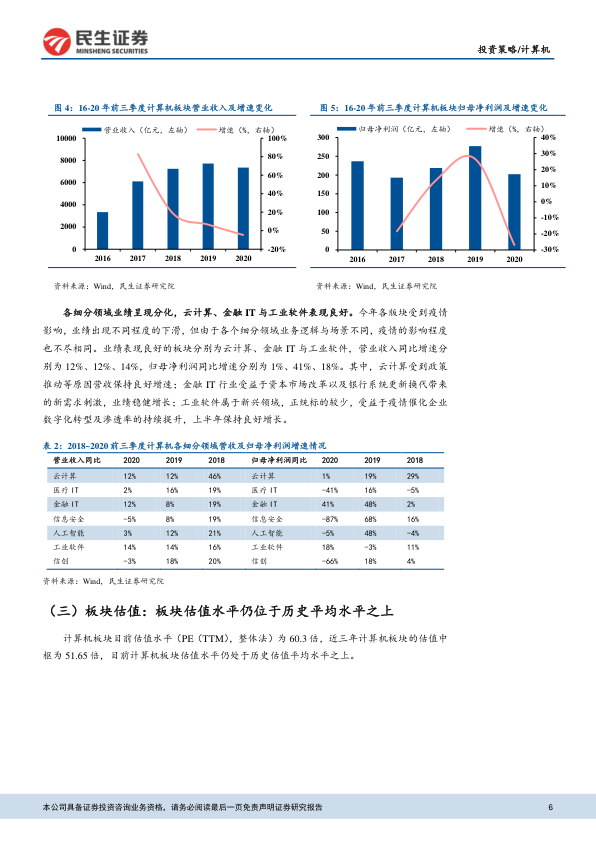 民生证券
MINSHENG SECURITIES
投资策略/计算机
图 4：16-20 年前三季度计算机板块营业收入及增速变化
营业收入（亿元，左轴） 增速（%，右轴）
10000
8000
6000
4000
2000
0
100%
80%
60%
40%
20%
0%
-20%
2016 2017 2018 2019 2020
资料来源：Wind，民生证券研究院
图 5：16-20 年前三季度计算机板块归母净利润及增速变化
归母净利润（亿元，左轴） 增速（%，右轴）
300
250
200
150
100
50
0
40%
30%
20%
10%
0%
-10%
-20%
-30%
2016 2017 2018 2019 2020
资料来源：Wind，民生证券研究院
各细分领域业绩呈现分化，云计算、金融 IT 与工业软件表现良好。今年各版块受到疫情
影响，业绩出现不同程度的下滑，但由于各个细分领域业务逻辑与场景不同，疫情的影响程度
也不尽相同。业绩表现良好的板块分别为云计算、金融 IT 与工业软件，营业收入同比增速分
别为 12%、12%、14%，归母净利润同比增速分别为 1%、41%、18%。其中，云计算受到政策
推动等原因营收保持良好增速；金融 IT 行业受益于资本市场改革以及银行系统更新换代带来
的新需求刺激，业绩稳健增长；工业软件属于新兴领域，正统标的较少，受益于疫情催化企业
数字化转型及渗透率的持续提升，上半年保持良好增长。
表 2：2018~2020 前三季度计算机各细分领域营收及归母净利润增速情况
营业收入同比 2020 2019 2018 归母净利润同比 2020 2019 2018
云计算 12% 12% 46% 云计算 1% 19% 29%
医疗 IT 2% 16% 19% 医疗 IT -41% 16% -5%
金融 IT 12% 8% 19% 金融 IT 41% 48% 2%
信息安全 -5% 8% 19% 信息安全 -87% 68% 16%
人工智能 3% 12% 21% 人工智能 -5% 48% -4%
工业软件 14% 14% 16% 工业软件 18% -3% 11%
信创 -3% 18% 20% 信创 -66% 18% 4%
资料来源：Wind，民生证券研究院
（三）板块估值：板块估值水平仍位于历史平均水平之上
计算机板块目前估值水平（PE（TTM），整体法）为 60.3 倍，近三年计算机板块的估值中
枢为 51.65 倍，目前计算机板块估值水平仍处于历史估值平均水平之上。
本公司具备证券投资咨询业务资格，请务必阅读最后一页免责声明证券研究报告 6